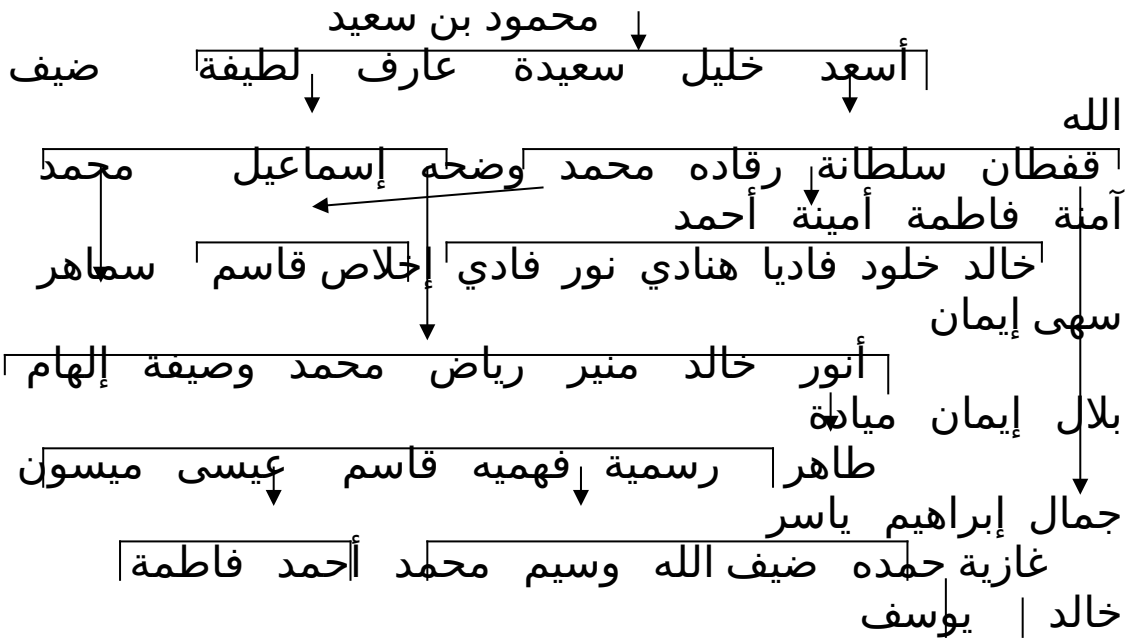 محمود بن سعيد
أسعد خليل سعيدة عارف لطيفة ضيف
الله
قفطان سلطانة رقاده محمد وضحه إسماعيل محمد
آمنة فاطمة أمينة أحمد
خالد خلود فاديا هنادي نور فادي إخلاص قاسم سماهر
سهى إيمان
أنور خالد منير رياض محمد وصيفة إلهام
بلال إيمان ميادة
طاهر رسمية فهميه قاسم عيسى ميسون
جمال إبراهيم ياسر
غازية حمده ضيف الله وسيم محمد أحمد فاطمة
خالد يوسف